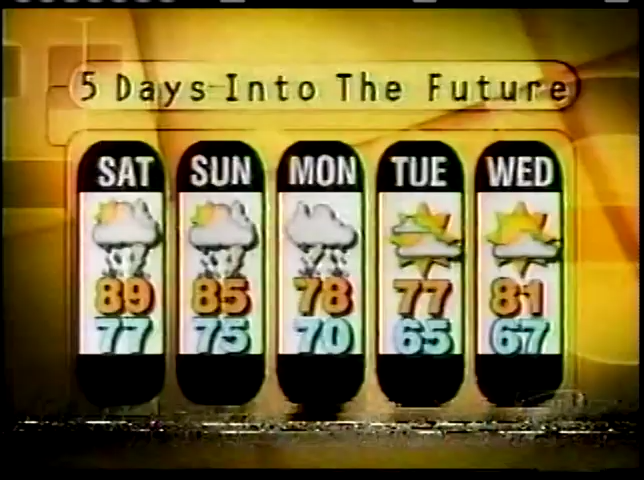 5 Days Into The Future
SAT SUN MON TUE WED
89 85 78 77 81
77 75 70 65 67